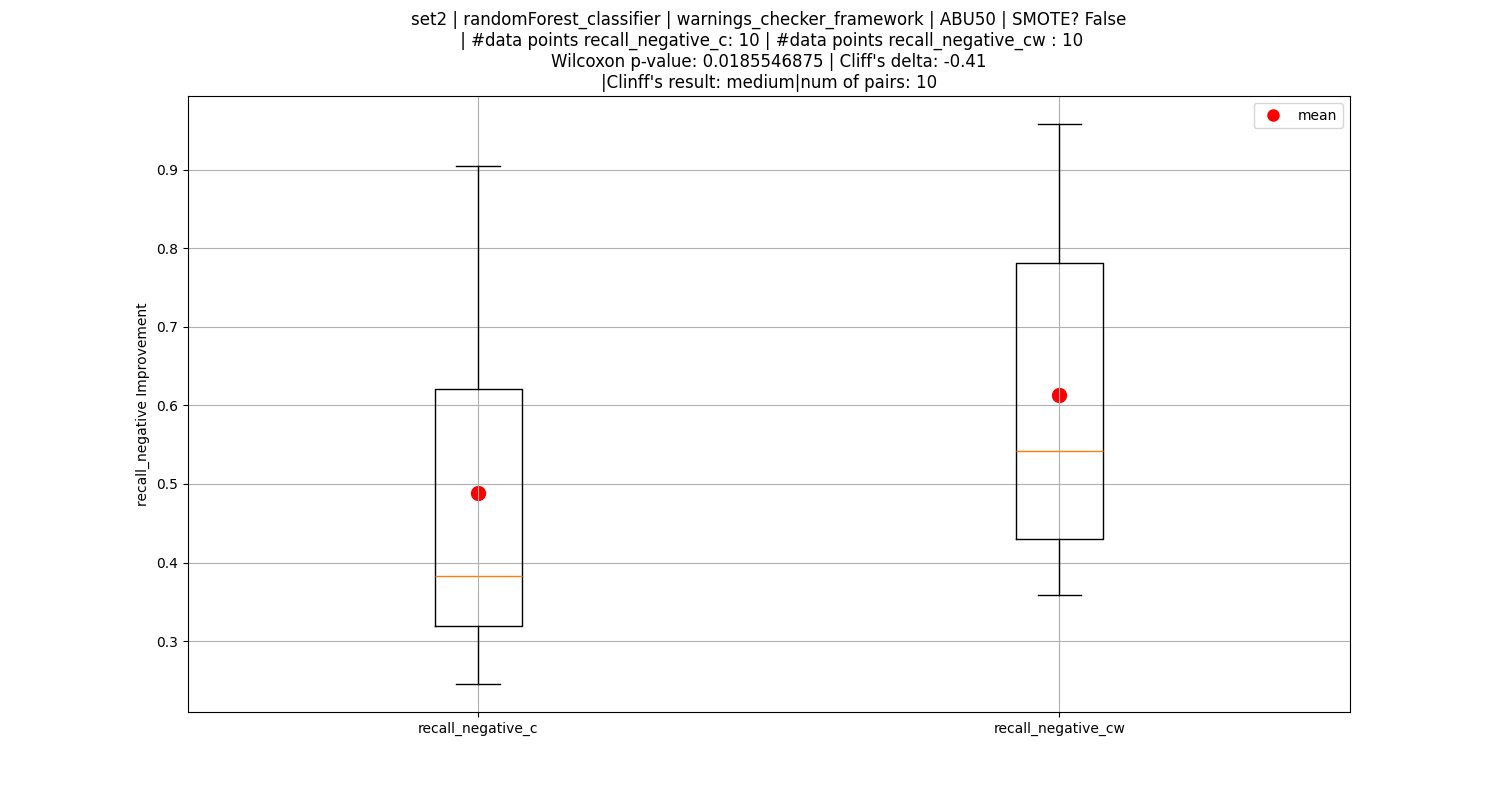 set2 | randomForest_classifier | warnings_checker_framework | ABU50 | SMOTE? False
| #data points recall_negative_c: 10 | #data points recall_negative_cw : 10
Wilcoxon p-value: 0.0185546875 | Cliff's delta: -0.41
|Clinff's result: medium|num of pairs: 10
mean
0.9
0.8
0.7
0.6
0.5
0.4
0.3
recall_negative Improvement
recall_negative_c
recall_negative_cw